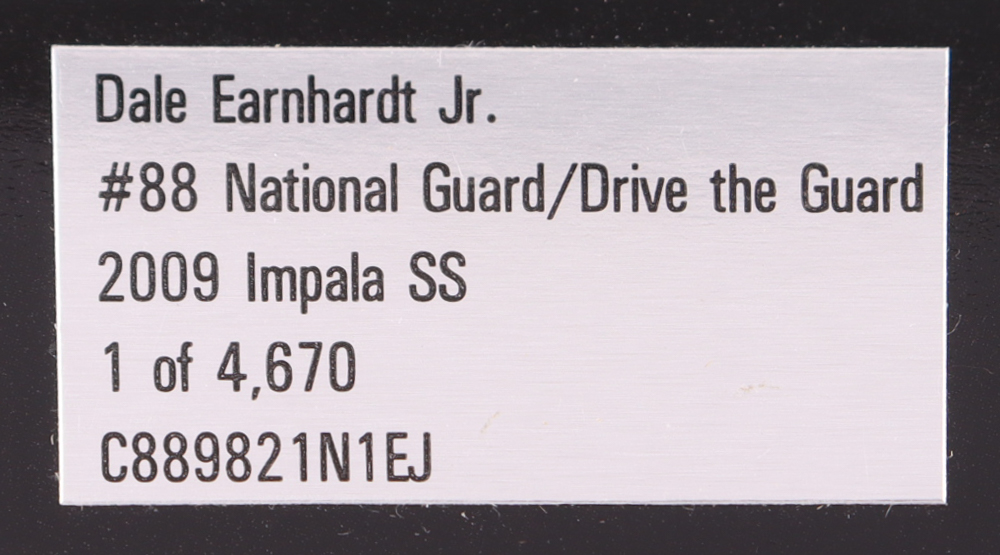 Dale Earnhardt Jr.
#88 National Guard/Drive the Guard
2009 Impala SS
1 of 4,670
C889821N1EJ